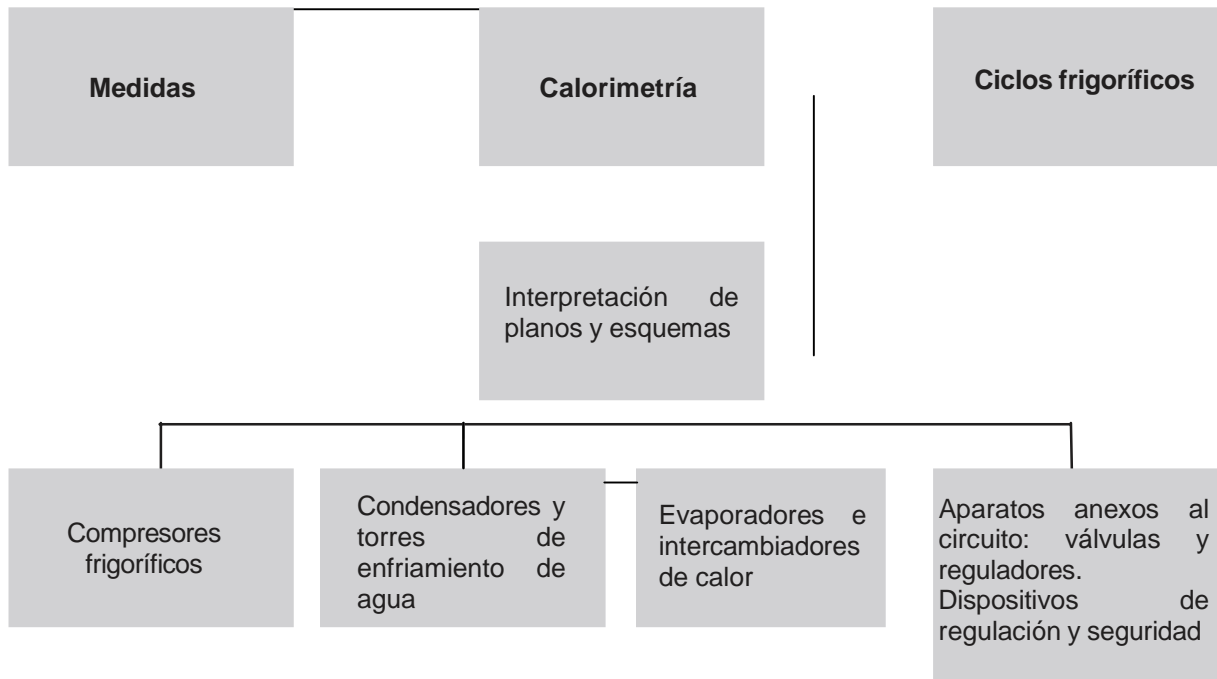 Medidas
Calorimetría
Ciclos frigoríficos
Interpretación de
planos y esquemas
Compresores
frigoríficos
Condensadores y
torres de
enfriamiento de
agua
Evaporadores e
intercambiadores
de calor
Aparatos anexos al
circuito: válvulas y
reguladores.
Dispositivos de
regulación y seguridad